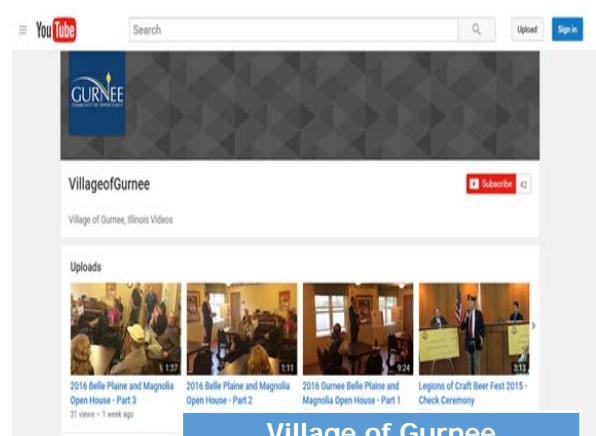 YouTube
Search
Upload
Sign in
GURNEE
COMMUNITY OF OPPORTUNITY
VillageofGurnee
Subscribe
42
Village of Gurnee, Illinois Videos
Uploads
1:37
1:11
9:24
3:13
2016 Belle Plaine and Magnolia
Open House - Part 3
31 views • 1 week ago
2016 Belle Plaine and Magnolia
Open House - Part 2
2016 Gurnee Belle Plaine and
Magnolia Open House - Part 1
Legions of Craft Beer Fest 2015 -
Check Ceremony
Village of Gurnee